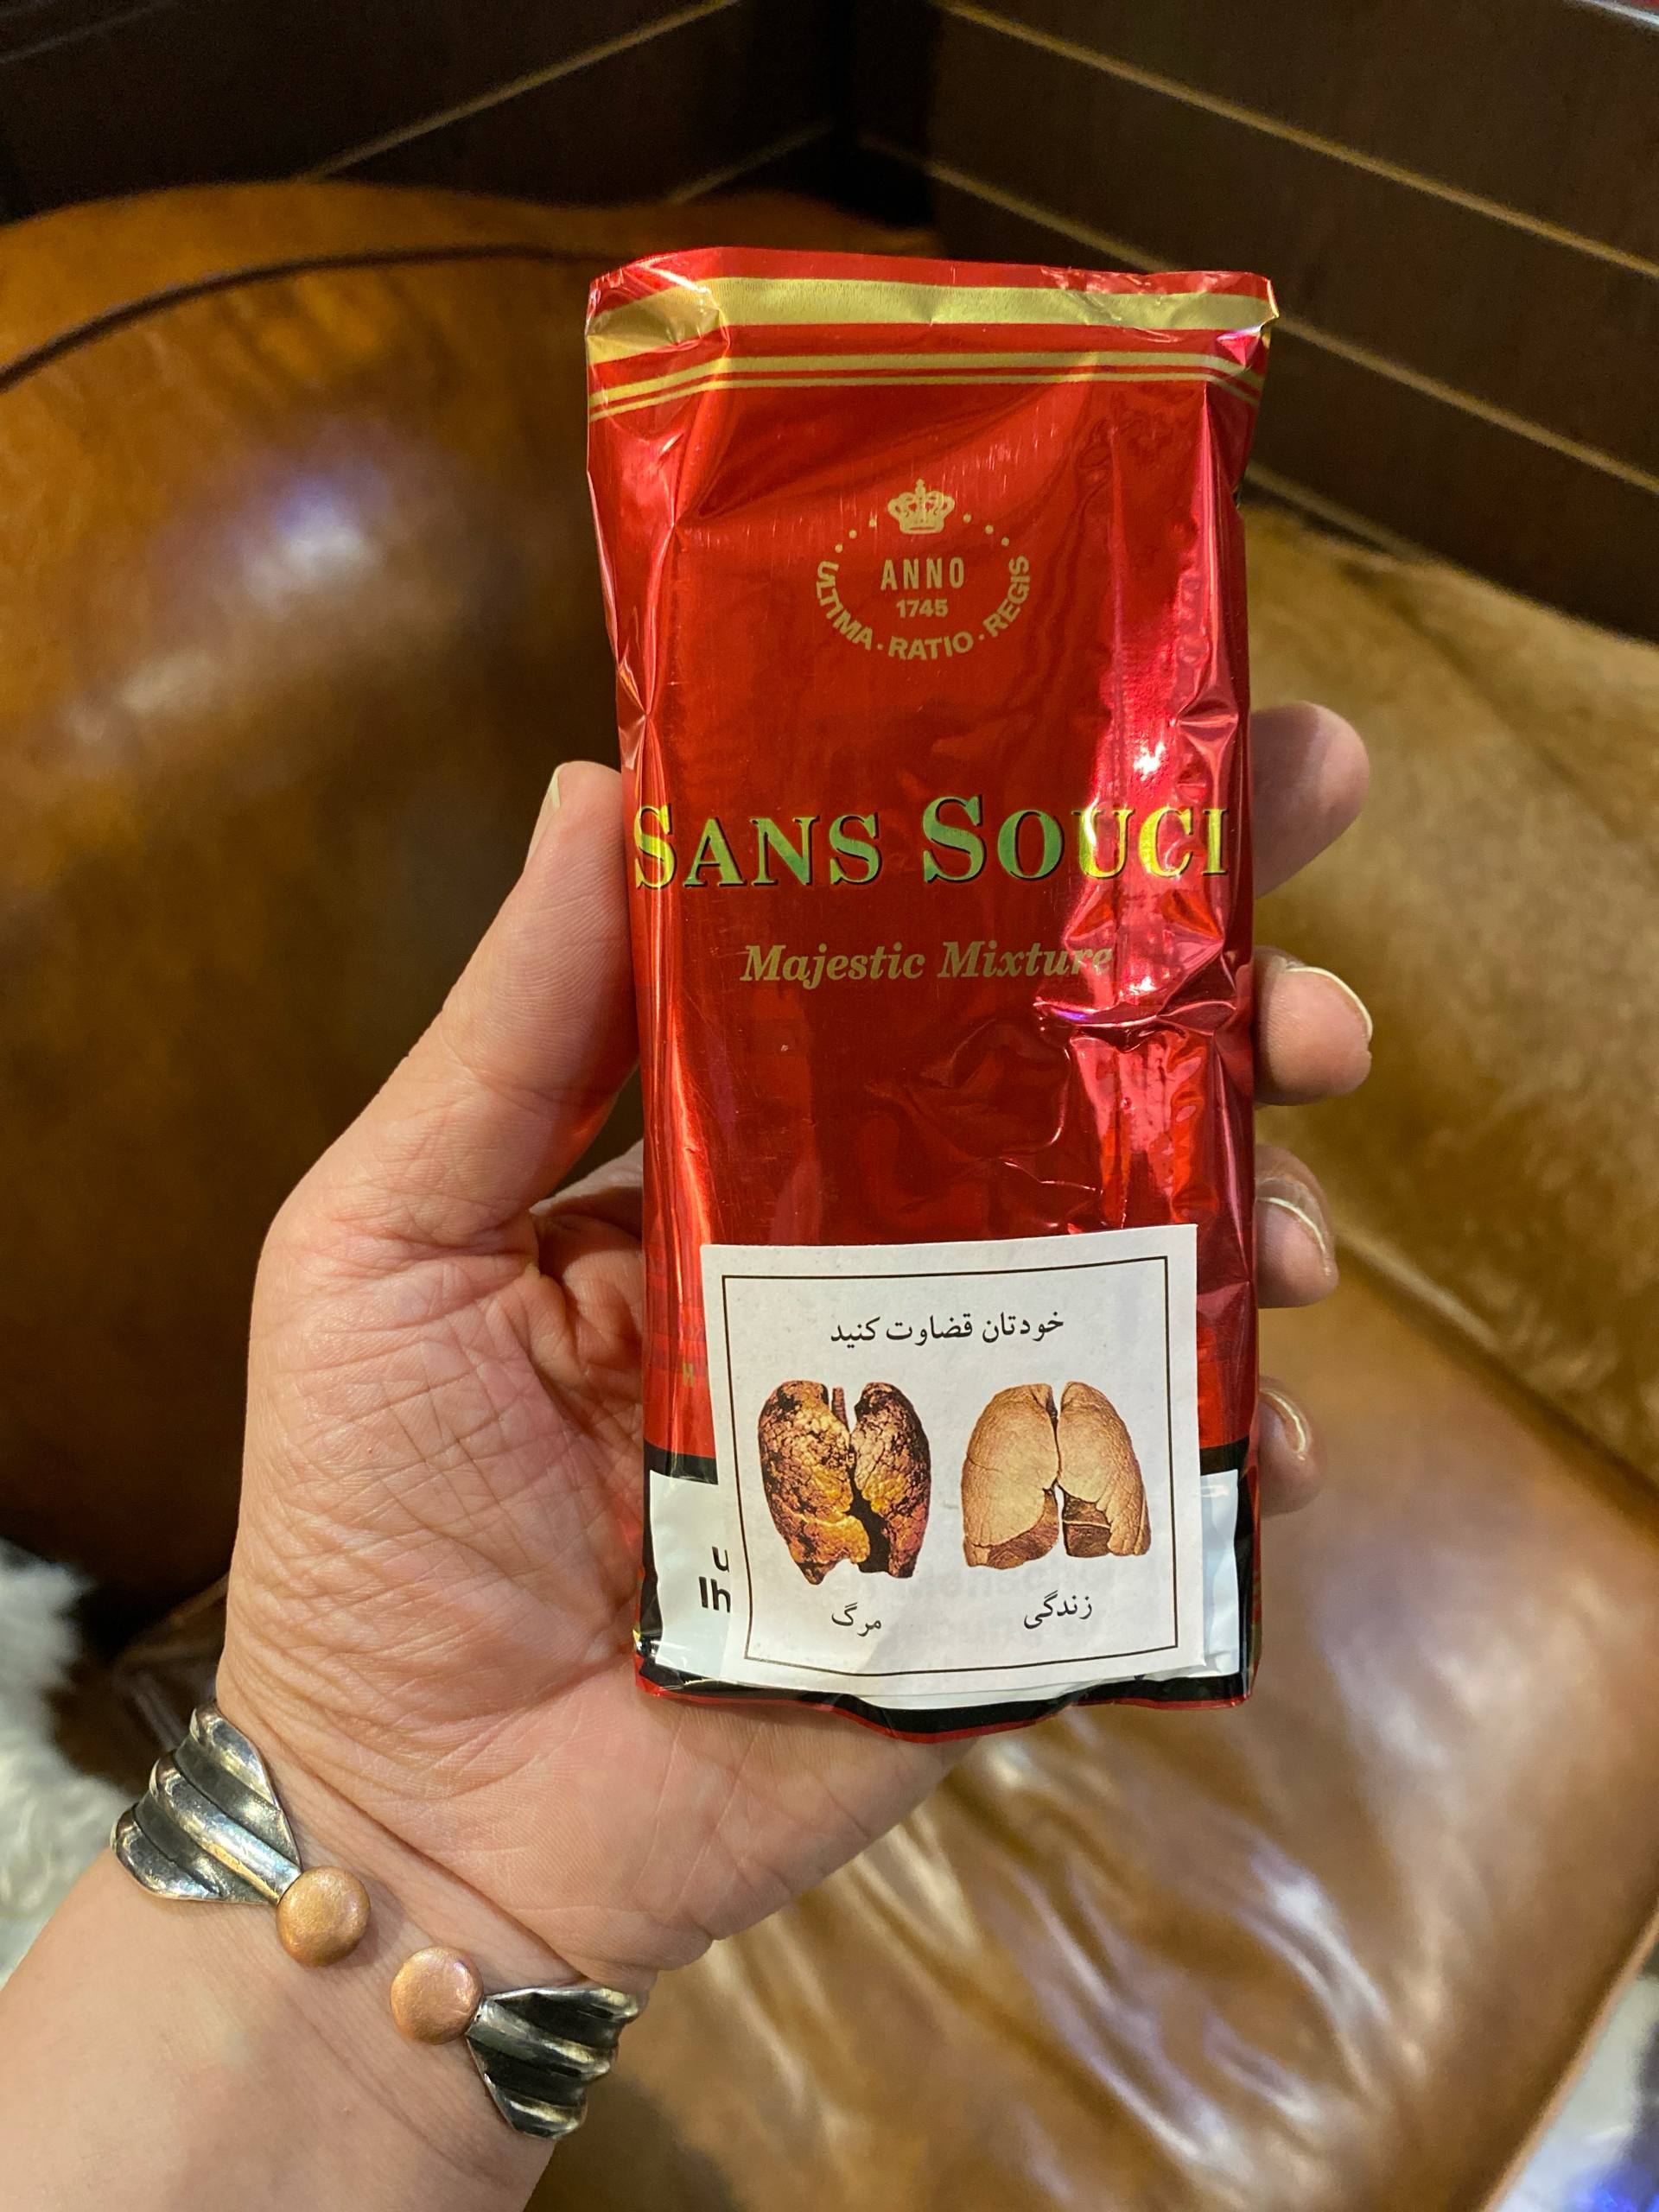 ANNO
1745
ULTIMA · RATIO · REGIS
SANS SOUCI
Majestic Mixture
خودتان قضاوت کنید
مرگ
زندگی